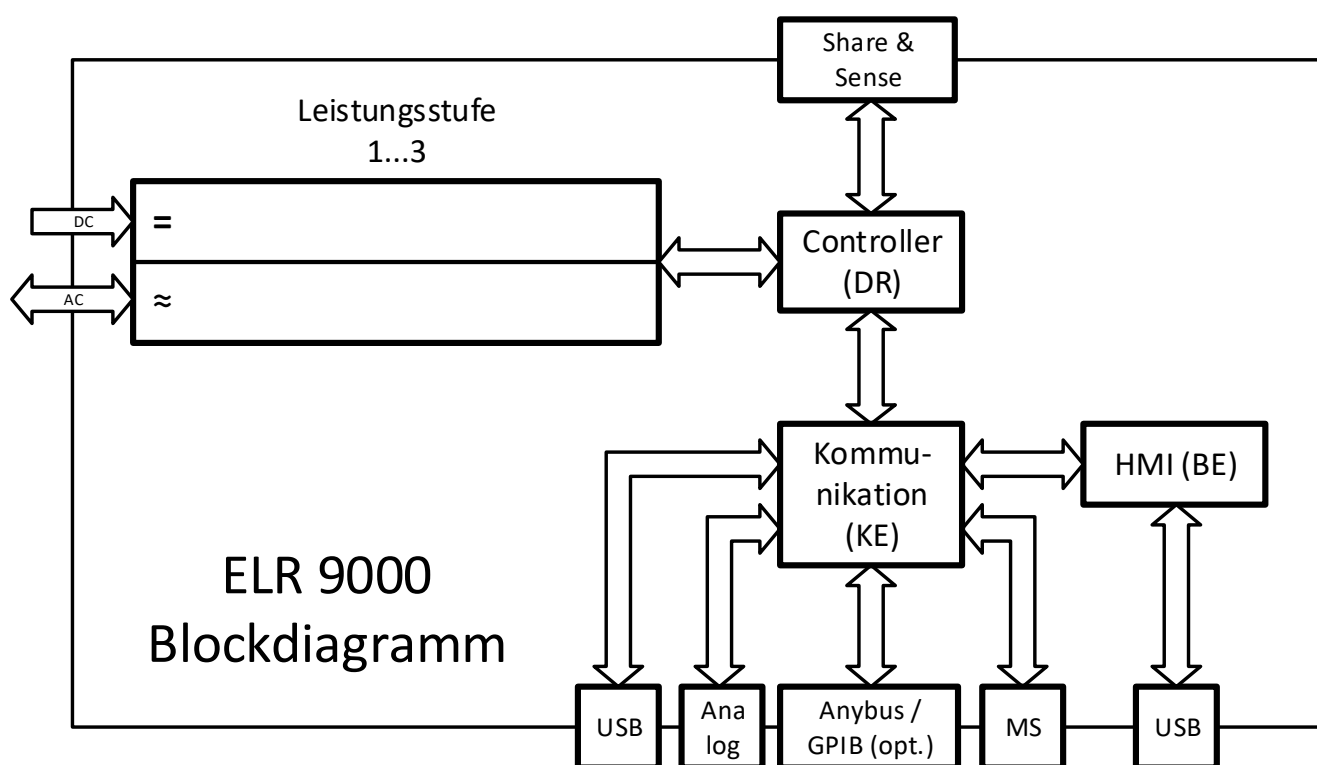 Share &
Sense
Leistungsstufe
1...3
DC
=
Controller
(DR)
AC
≈
Kommu-
nikation
(KE)
HMI (BE)
ELR 9000
Blockdiagramm
USB
Ana
log
Anybus /
GPIB (opt.)
MS
USB